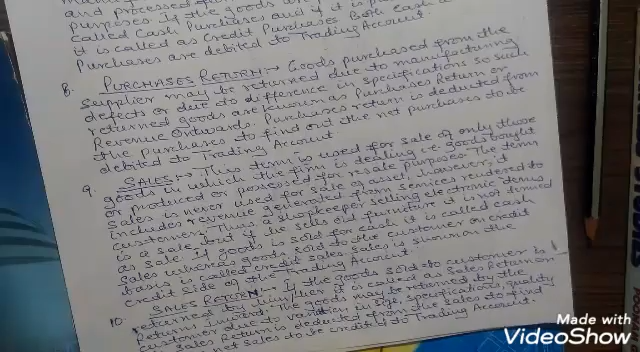 and processed
purposes. If the goods are
called Cash Purchases and if it is
it is called as Credit Purchases Both cash
Purchases are debited to Trading Account.
8. PURCHASES RETURN → Goods purchased from the
supplier may be returned due to manufacturing
defects or due to difference in specifications so such
returned goods are known as Purchases Return or
Revenue Ontwards. Purchases return is deducted from
the purchases to find out the net purchases to be
debited to Trading Account.
9. SALES → This term is used for sale of only those
goods in which the firm is dealing i.e. goods bought
or produced or possessed for resale purposes. The term
Sales is never used for sale of asset, however, it
includes revenue generated from services rendered to
customers. Thus a shopkeeper selling electronic items
is a sale, but if he sells old furniture it is not termed
as sale. If goods is sold for cash it is called cash
Sales whereas goods sold to the customer on credit
basis is called credit sales. Sales is shown on the
credit side of the Trading Account.
10. SALES RETURN → If the goods sold to customer is
returned by him/her it is called as Sales Return or
Returns inward. The goods may be returned by the
customer due to variation in size, specifications, quality
Sales Return is deducted from the sales to find
net sales to be credited to Trading Account.
Made with
VideoShow